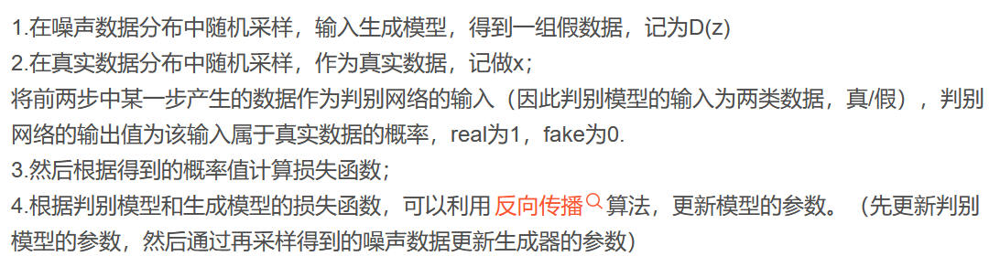 1.在噪声数据分布中随机采样，输入生成模型，得到一组假数据，记为D(z)
2.在真实数据分布中随机采样，作为真实数据，记做x；
将前两步中某一步产生的数据作为判别网络的输入（因此判别模型的输入为两类数据，真/假），判别
网络的输出值为该输入属于真实数据的概率，real为1，fake为0.
3.然后根据得到的概率值计算损失函数；
4.根据判别模型和生成模型的损失函数，可以利用反向传播算法，更新模型的参数。（先更新判别
模型的参数，然后通过再采样得到的噪声数据更新生成器的参数）